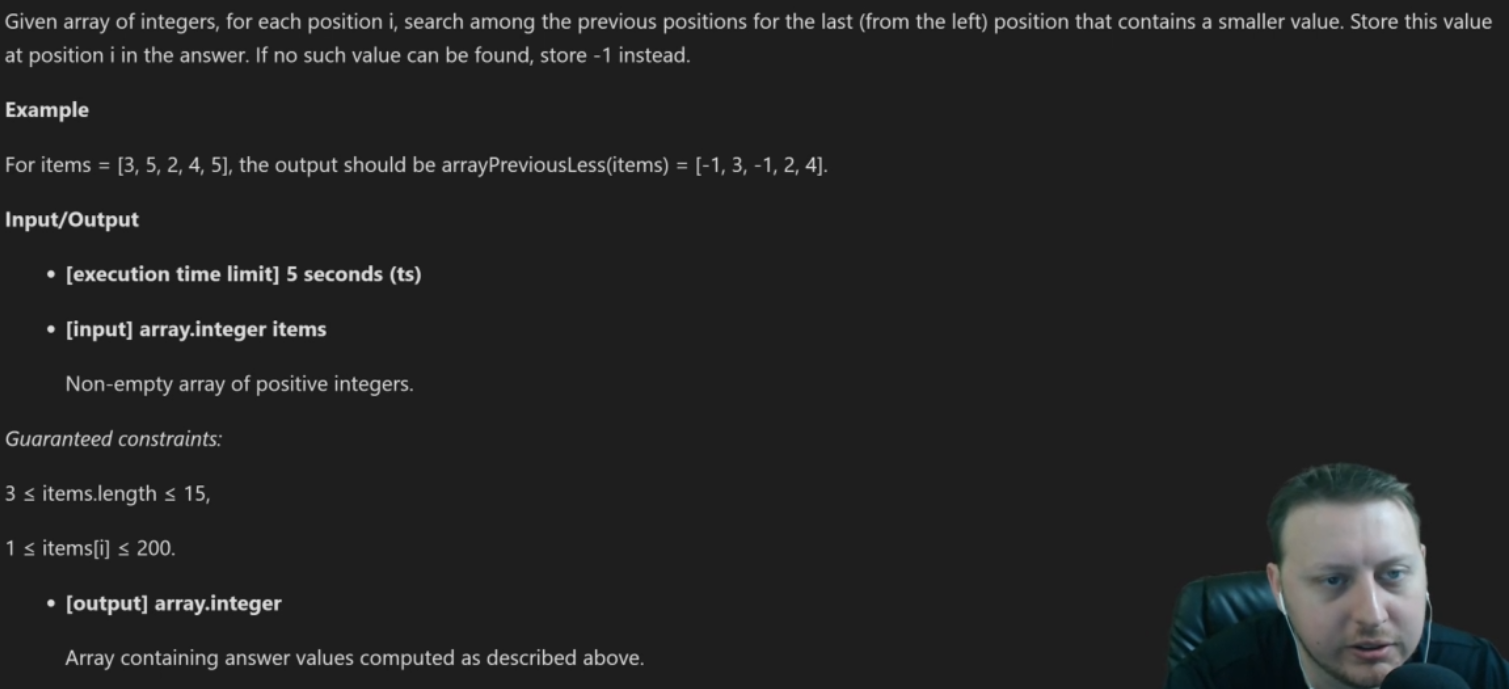 Given array of integers, for each position i, search among the previous positions for the last (from the left) position that contains a smaller value. Store this value
at position i in the answer. If no such value can be found, store -1 instead.
Example
For items = [3, 5, 2, 4, 5], the output should be arrayPreviousLess(items) = [-1, 3, -1, 2, 4].
Input/Output
• [execution time limit] 5 seconds (ts)
• [input] array.integer items
Non-empty array of positive integers.
Guaranteed constraints:
3 ≤ items.length ≤ 15,
1 ≤ items[i] ≤ 200.
• [output] array.integer
Array containing answer values computed as described above.